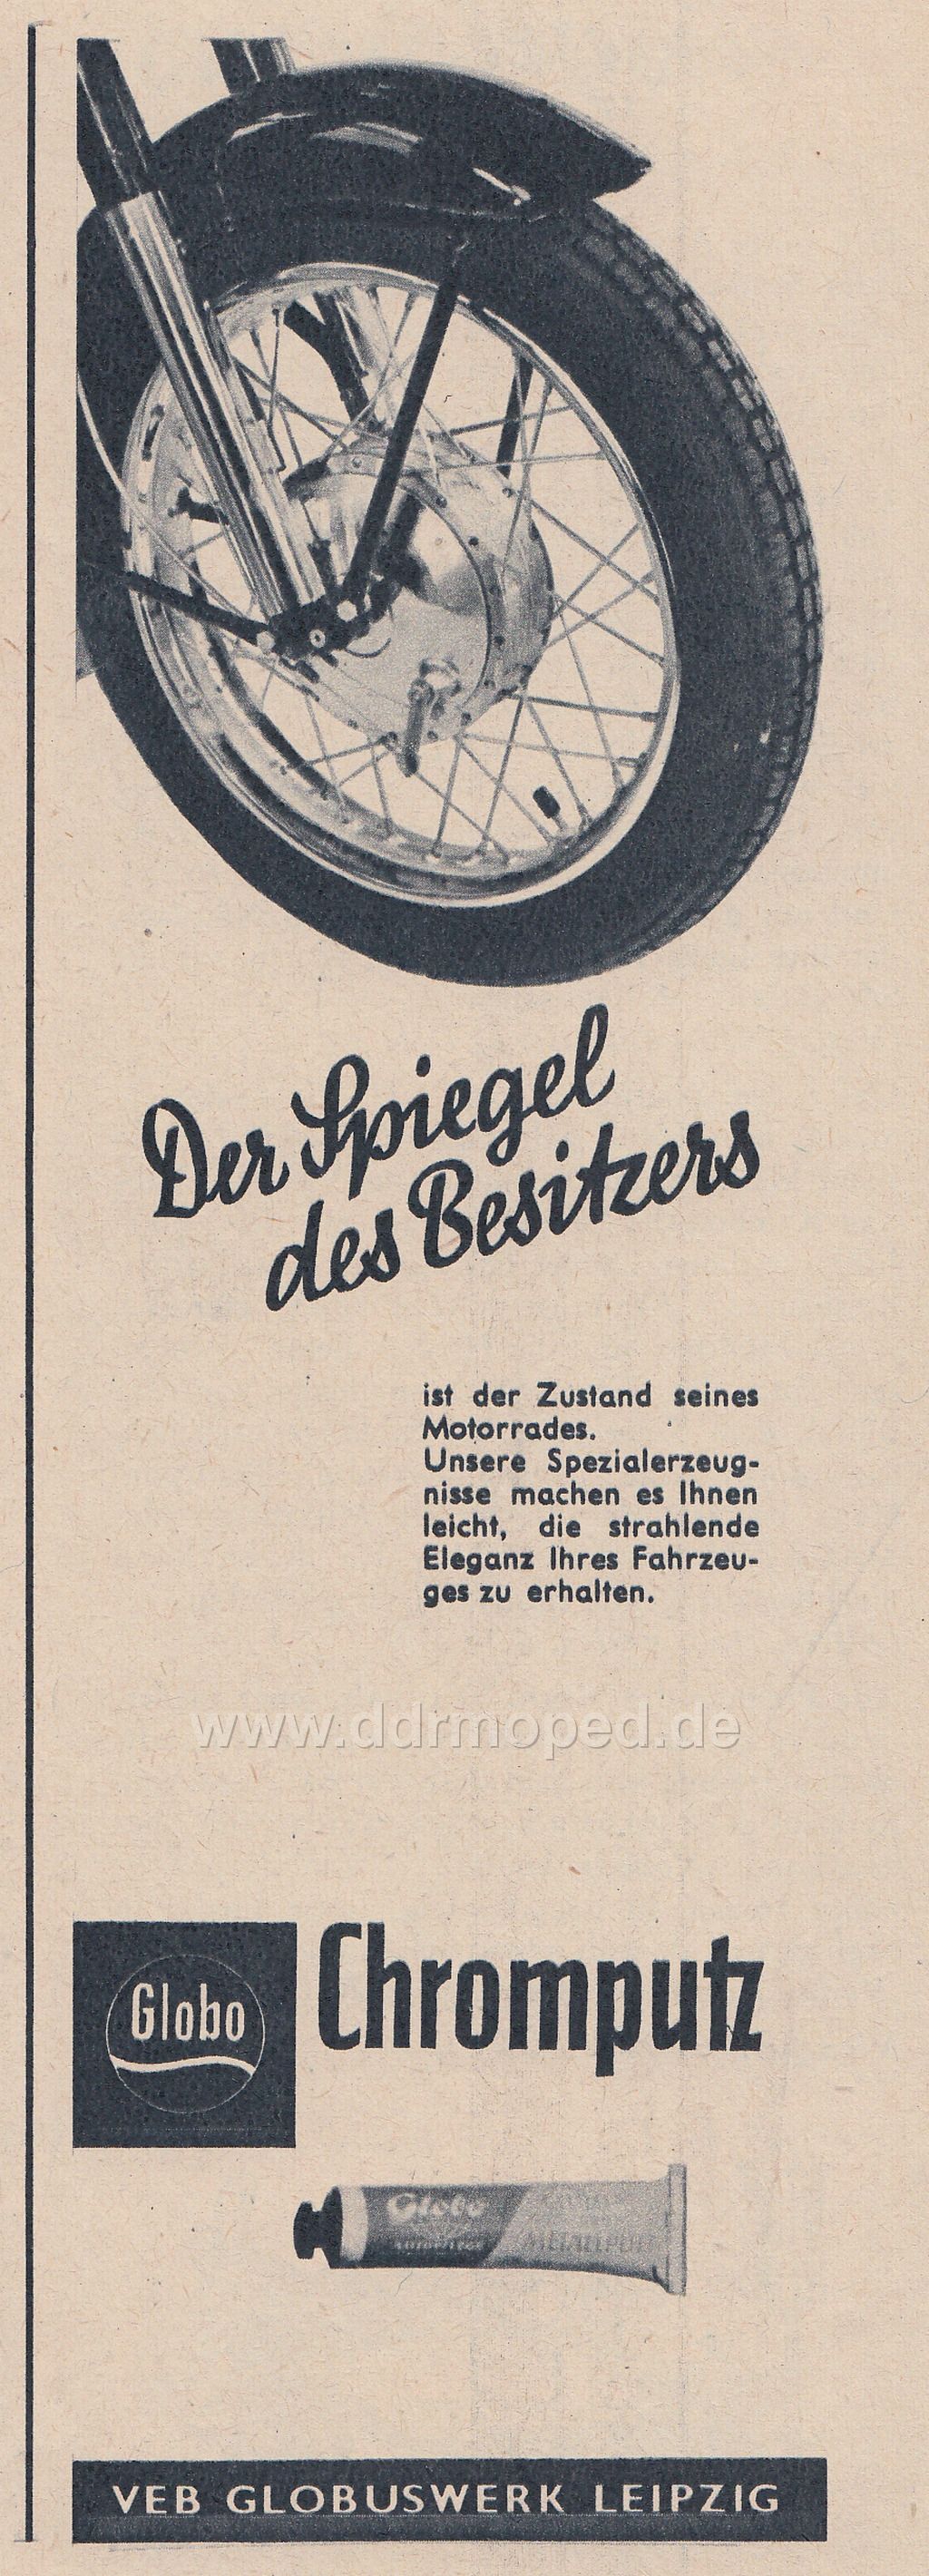 Der Spiegel
des Besitzers
ist der Zustand seines
Motorrades.
Unsere Spezialerzeug-
nisse machen es Ihnen
leicht, die strahlende
Eleganz Ihres Fahrzeu-
ges zu erhalten.
www.ddrmoped.de
Globo
Chromputz
Globo
VEB GLOBUSWERK LEIPZIG